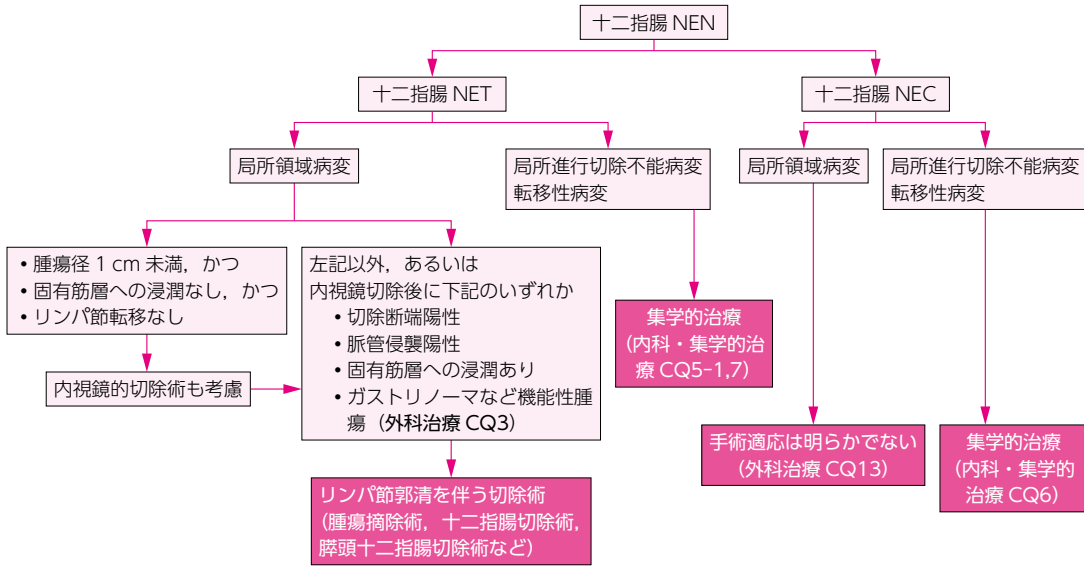 十二指腸 NEN
十二指腸 NET
十二指腸 NEC
局所領域病変
局所進行切除不能病変
転移性病変
局所領域病変
局所進行切除不能病変
転移性病変
• 腫瘍径 1 cm 未満，かつ
• 固有筋層への浸潤なし，かつ
• リンパ節転移なし
内視鏡的切除術も考慮
左記以外，あるいは
内視鏡切除後に下記のいずれか
• 切除断端陽性
• 脈管侵襲陽性
• 固有筋層への浸潤あり
• ガストリノーマなど機能性腫
瘍（外科治療 CQ3）
リンパ節郭清を伴う切除術
（腫瘍摘除術，十二指腸切除術，
膵頭十二指腸切除術など）
集学的治療
（内科・集学的治
療 CQ5-1,7）
手術適応は明らかでない
（外科治療 CQ13）
集学的治療
（内科・集学的
治療 CQ6）